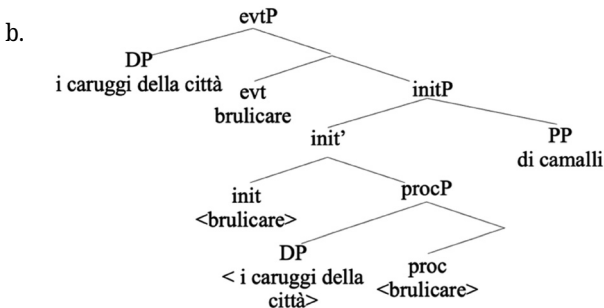 b.
evtP
DP
i caruggi della città
evt
brulicare
initP
init’
PP
di camalli
init
<brulicare>
procP
DP
< i caruggi della
città>
proc
<brulicare>